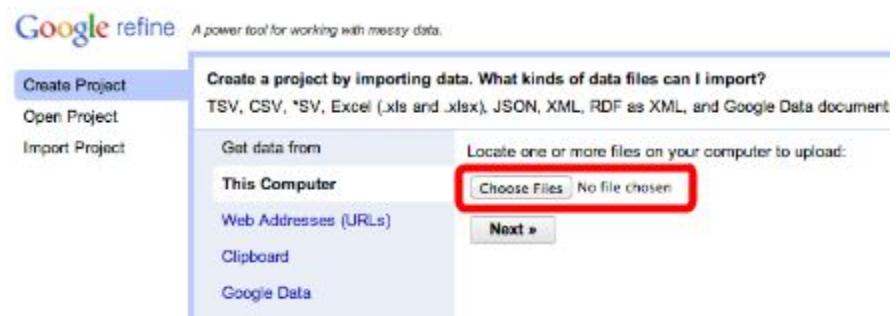 Google refine A power tool for working with messy data.
Create Project
Open Project
Import Project
Create a project by importing data. What kinds of data files can I import?
TSV, CSV, *SV, Excel (.xls and .xlsx), JSON, XML, RDF as XML, and Google Data document
Get data from
This Computer
Web Addresses (URLs)
Clipboard
Google Data
Locate one or more files on your computer to upload:
Choose Files No file chosen
Next »